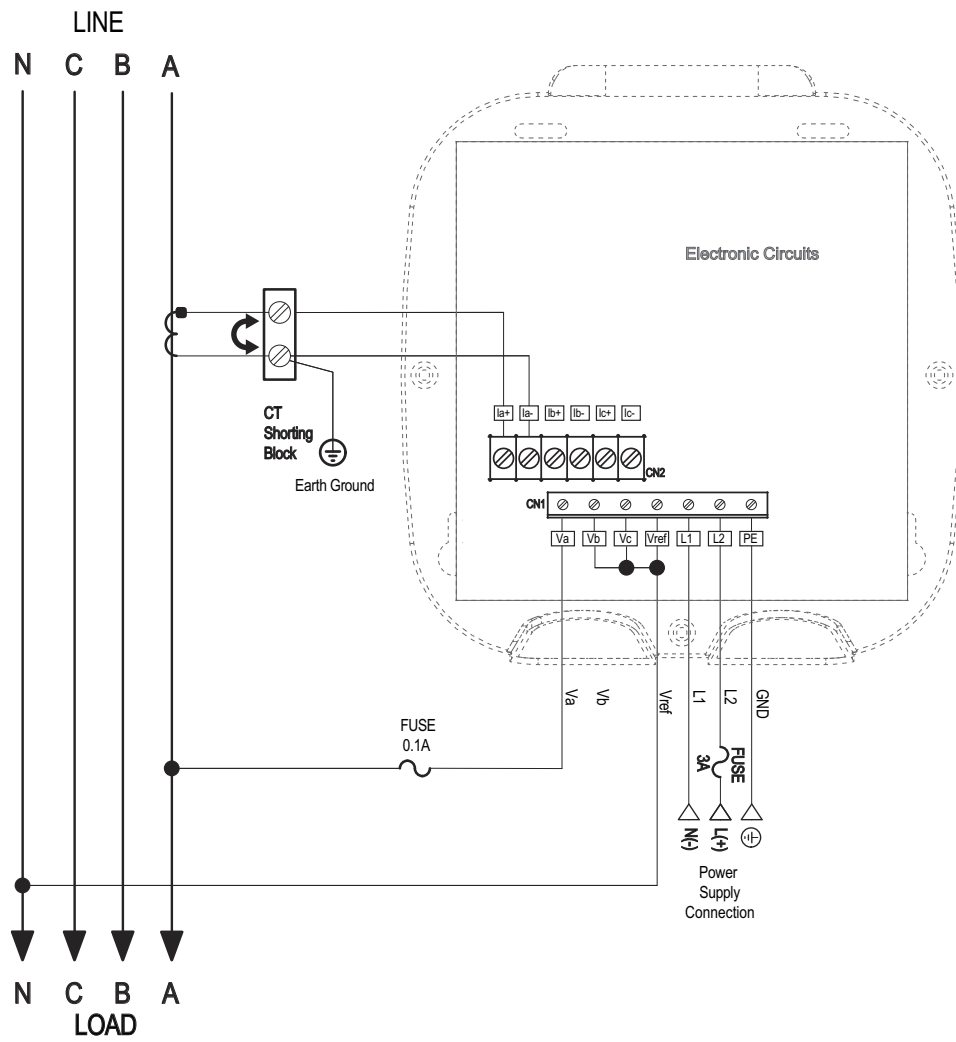 LINE
N C B A
Electronic Circuits
CT
Shorting
Block
Earth Ground
Ia+ Ia- Ib+ Ib- Ic+ Ic-
CN2
CN1
Va Vb Vc Vref L1 L2 PE
Va Vb Vref L1 L2 GND
FUSE
0.1A
FUSE
3A
N(-) L(+)
Power
Supply
Connection
N C B A
LOAD